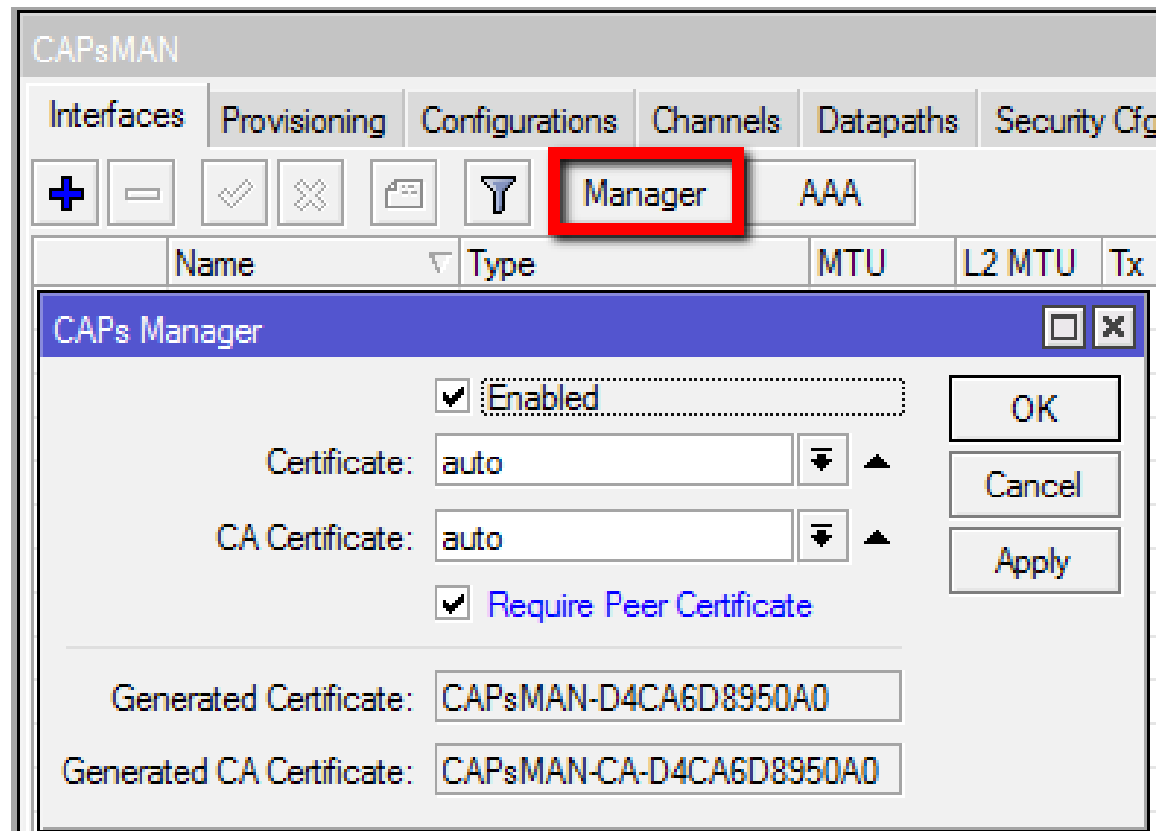 CAPsMAN
Interfaces Provisioning Configurations Channels Datapaths Security Cfg
Manager AAA
Name Type MTU L2 MTU Tx
CAPs Manager
Enabled OK
Certificate: auto
Cancel
CA Certificate: auto
Apply
Require Peer Certificate
Generated Certificate: CAPsMAN-D4CA6D8950A0
Generated CA Certificate: CAPsMAN-CA-D4CA6D8950A0